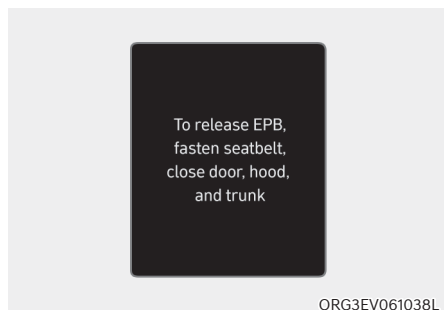 To release EPB,
fasten seatbelt,
close door, hood,
and trunk
ORG3EV061038L